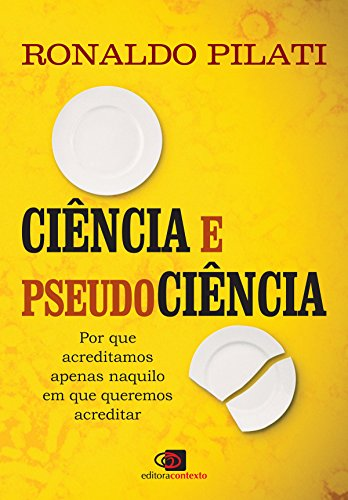 RONALDO PILATI
CIÊNCIA E
PSEUDOCIÊNCIA
Por que
acreditamos
apenas naquilo
em que queremos
acreditar
editoracontexto